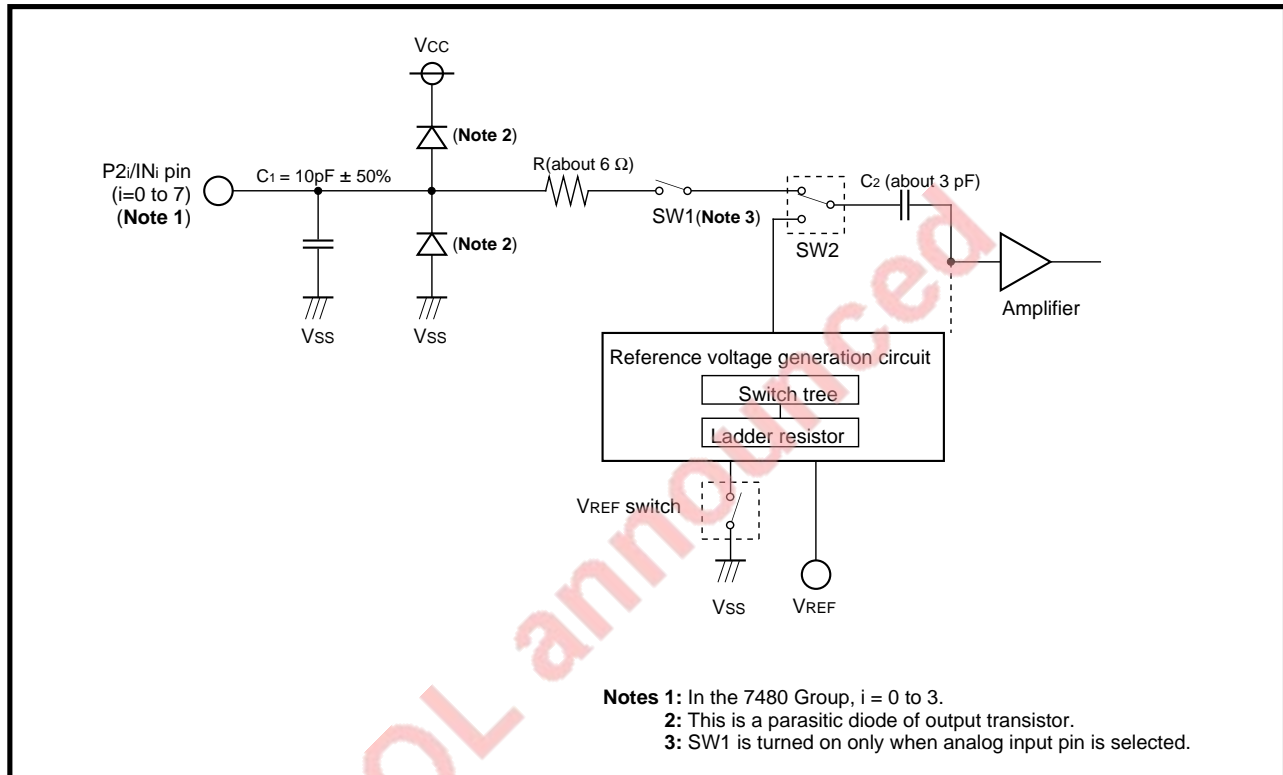 VCC
(Note 2)
R(about 6 Ω)
P2i/INi pin
(i=0 to 7)
(Note 1)
C1 = 10pF ± 50%
C2 (about 3 pF)
SW1(Note 3)
(Note 2)
SW2
Amplifier
VSS
VSS
Reference voltage generation circuit
Switch tree
Ladder resistor
VREF switch
VSS
VREF
Notes 1: In the 7480 Group, i = 0 to 3.
2: This is a parasitic diode of output transistor.
3: SW1 is turned on only when analog input pin is selected.
OL announced